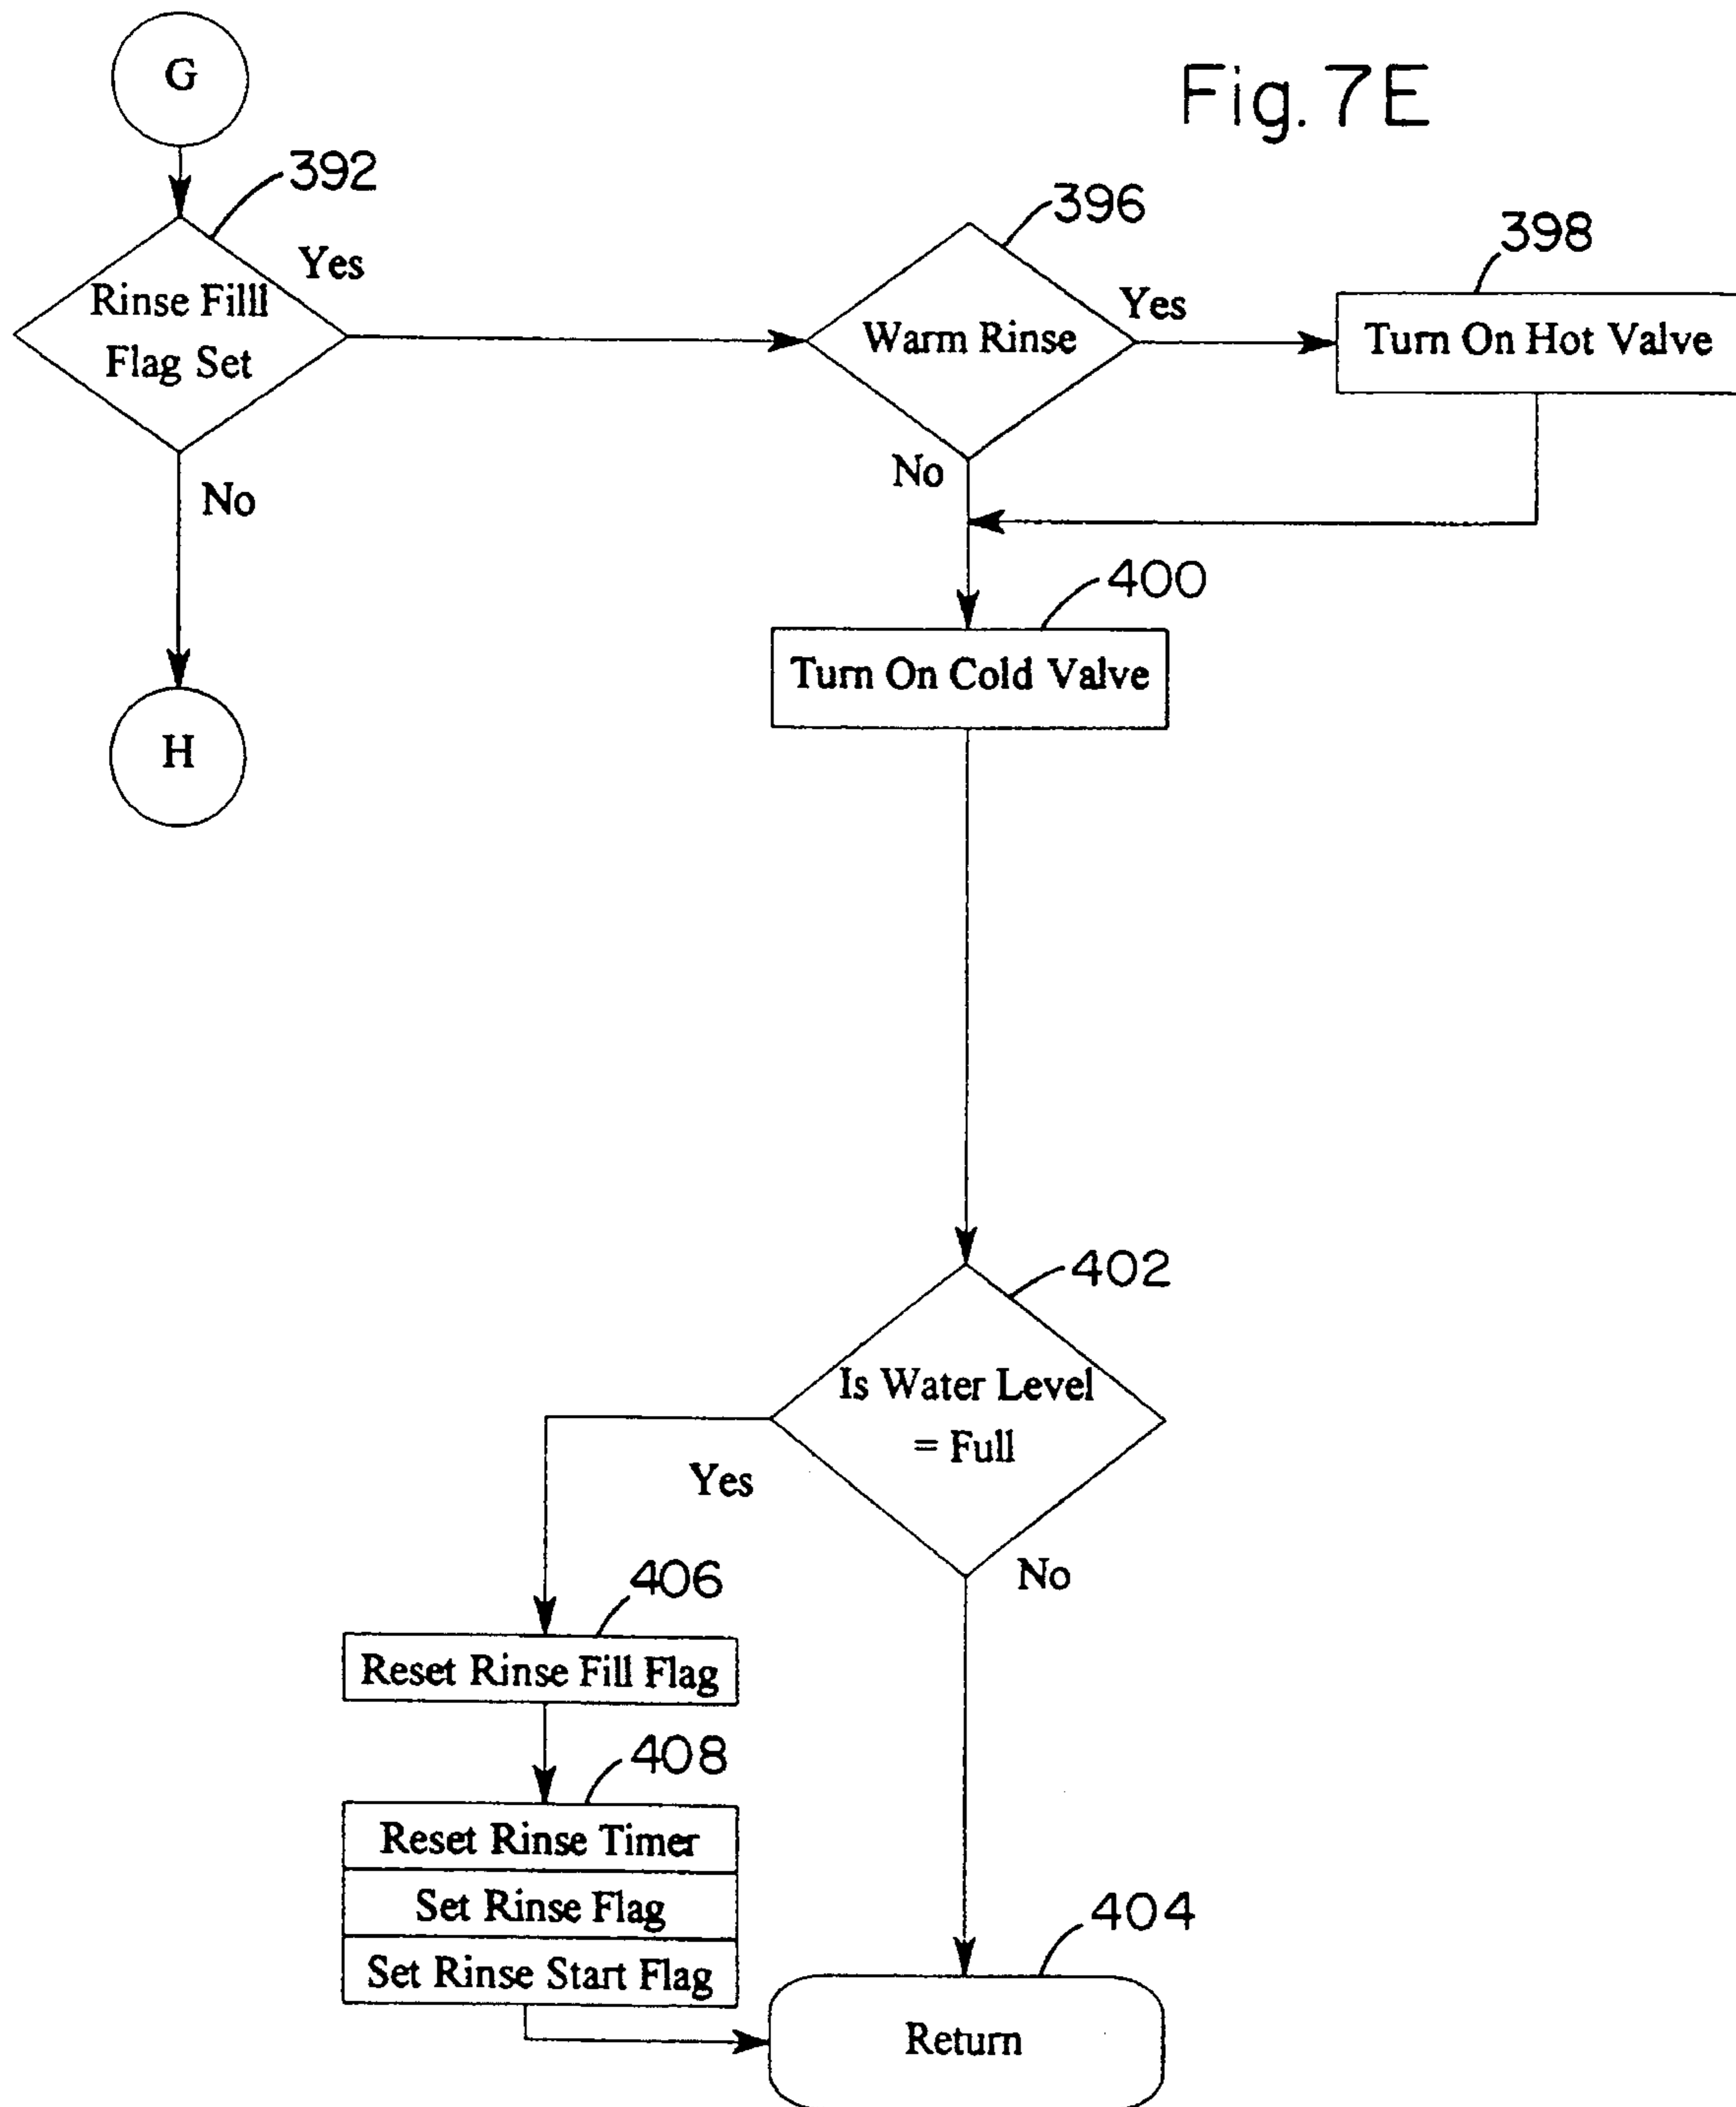 Fig. 7E
G
392
Rinse Filll
Flag Set
Yes
No
H
396
Warm Rinse
Yes
No
398
Turn On Hot Valve
400
Turn On Cold Valve
402
Is Water Level
= Full
Yes
No
406
Reset Rinse Fill Flag
408
Reset Rinse Timer
Set Rinse Flag
Set Rinse Start Flag
404
Return